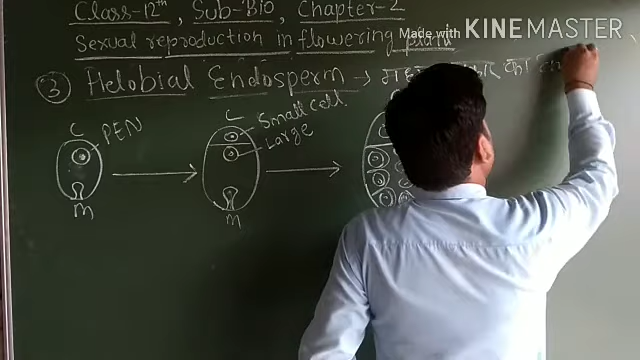 Class-12th, Sub-Bio, Chapter-2
Made with KINEMASTER
Sexual reproduction in flowering plant
③ Helobial Endosperm → का
C PEN
C Small cell
Large
C
M
M